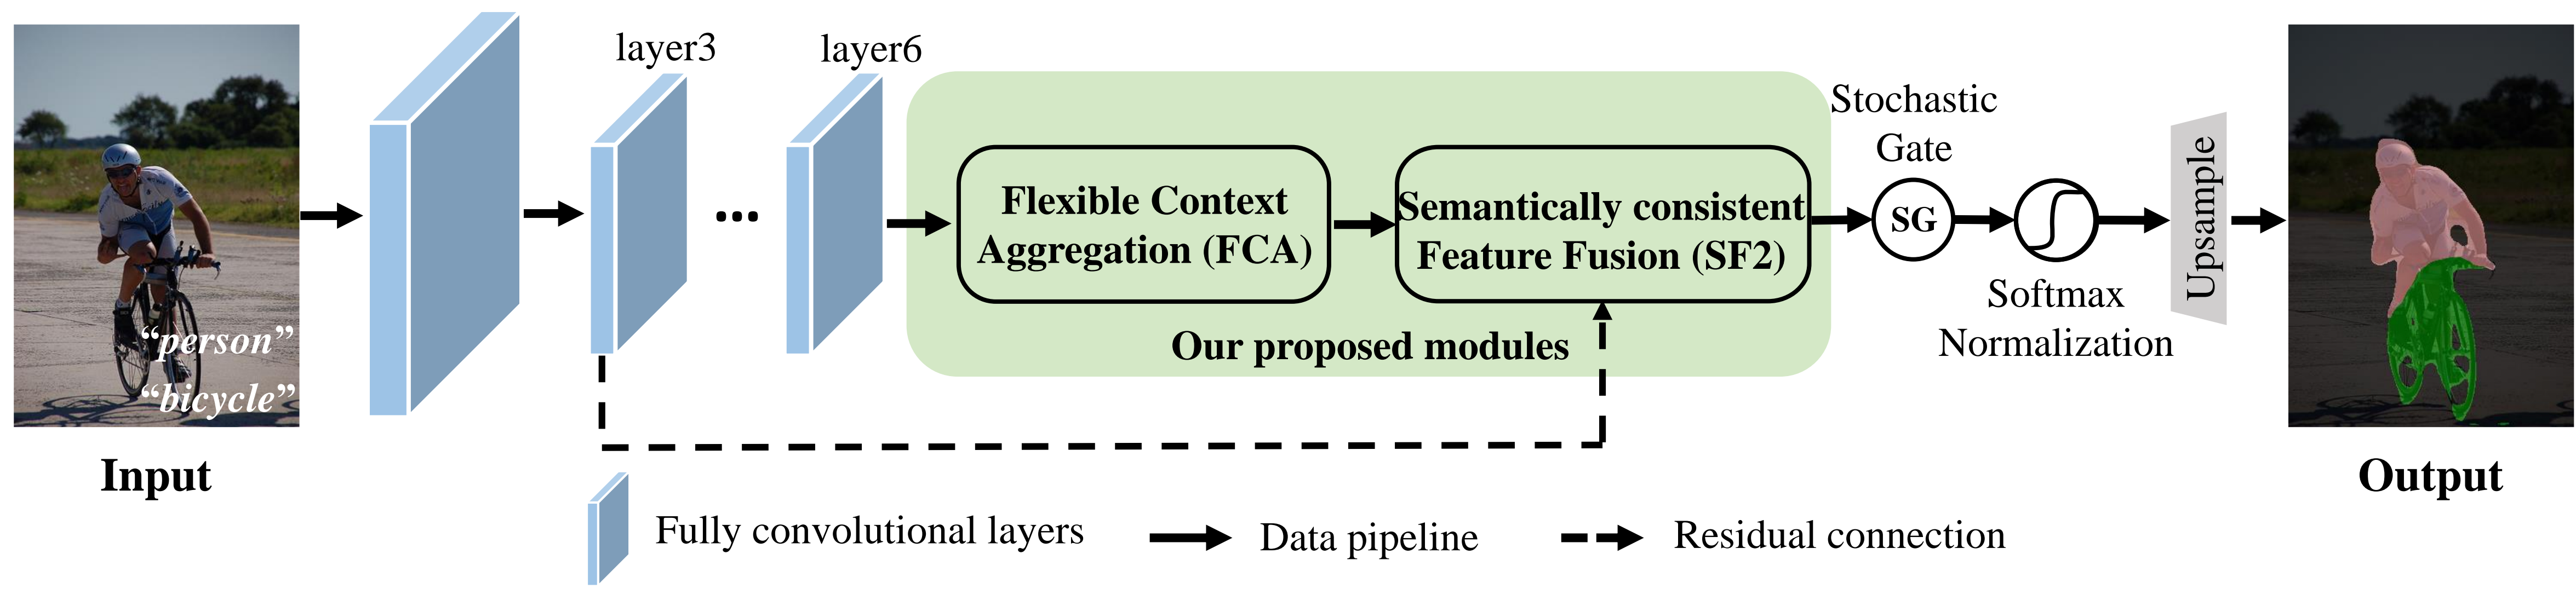 layer3
layer6
Stochastic
Gate
Flexible Context
Aggregation (FCA)
Semantically consistent
Feature Fusion (SF2)
SG
Upsample
Softmax
Normalization
“person”
“bicycle”
Our proposed modules
Input
Output
Fully convolutional layers
Data pipeline
Residual connection